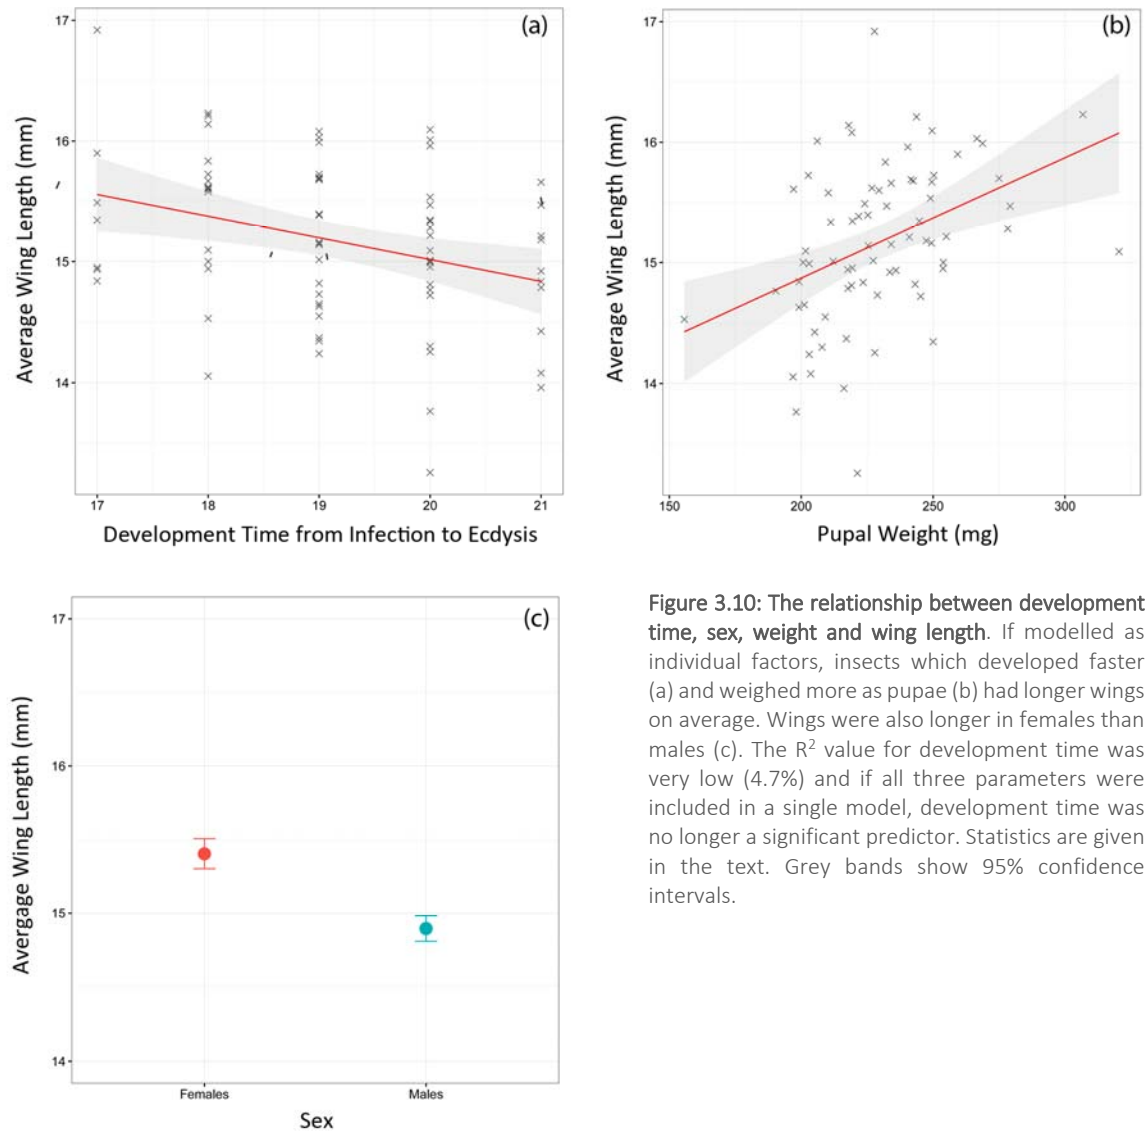 (a)
17
16
15
14
Average Wing Length (mm)
17 18 19 20 21
Development Time from Infection to Ecdysis
(b)
17
16
15
14
Average Wing Length (mm)
150 200 250 300
Pupal Weight (mg)
(c)
17
16
15
14
Avergage Wing Length (mm)
Females Males
Sex
Figure 3.10: The relationship between development
time, sex, weight and wing length. If modelled as
individual factors, insects which developed faster
(a) and weighed more as pupae (b) had longer wings
on average. Wings were also longer in females than
males (c). The R² value for development time was
very low (4.7%) and if all three parameters were
included in a single model, development time was
no longer a significant predictor. Statistics are given
in the text. Grey bands show 95% confidence
intervals.